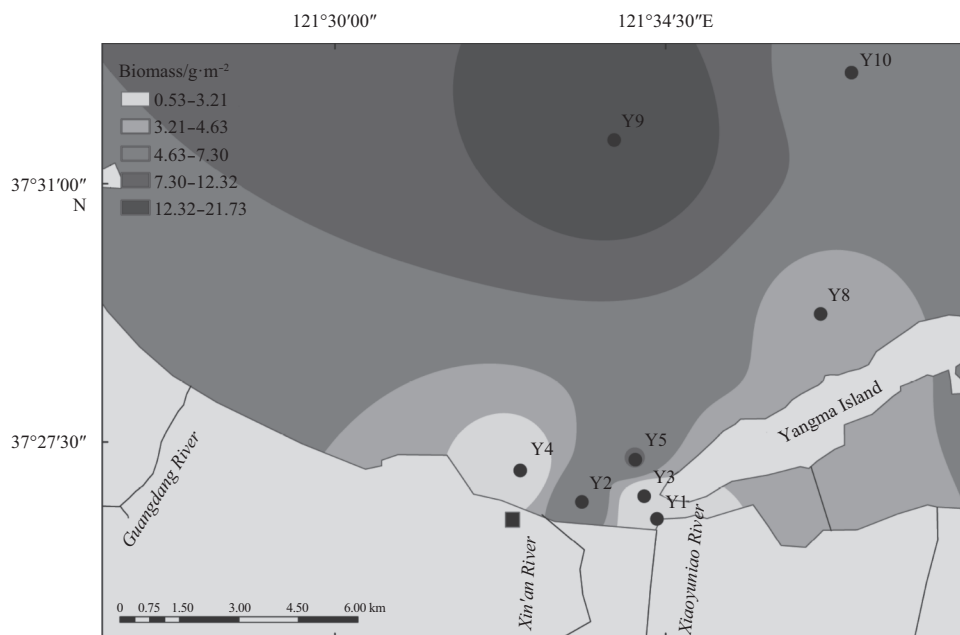 121°30′00″ 121°34′30″E
Biomass/g·m⁻²
0.53–3.21
3.21–4.63
4.63–7.30
7.30–12.32
12.32–21.73
37°31′00″
N
37°27′30″
Y10
Y9
Y8
Y5
Y4
Y3
Y2
Y1
Yangma Island
Guangdang River
Xin'an River
Xiaoyuniao River
0 0.75 1.50 3.00 4.50 6.00 km